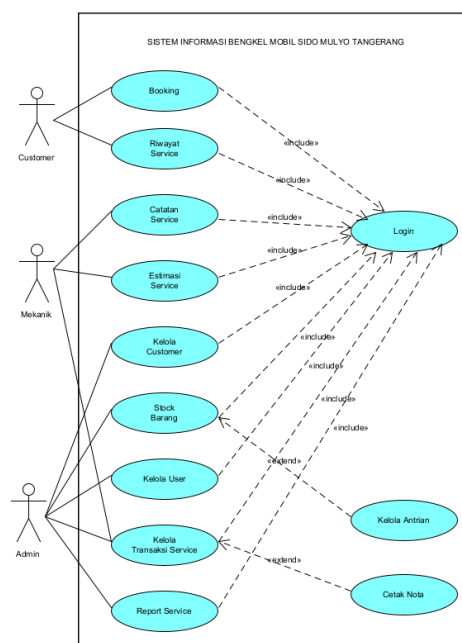 SISTEM INFORMASI BENGKEL MOBIL SIDO MULYO TANGERANG
Booking
Customer
«include»
Riwayat
Service
«include»
Catatan
Service
«include»
Login
Mekanik
«include»
Estimasi
Service
«include»
Kelola
Customer
«include»
Stock
Barang
«include»
«include»
Kelola User
«extend»
Kelola Antrian
Admin
Kelola
Transaksi Service
«extend»
Report Service
Cetak Nota